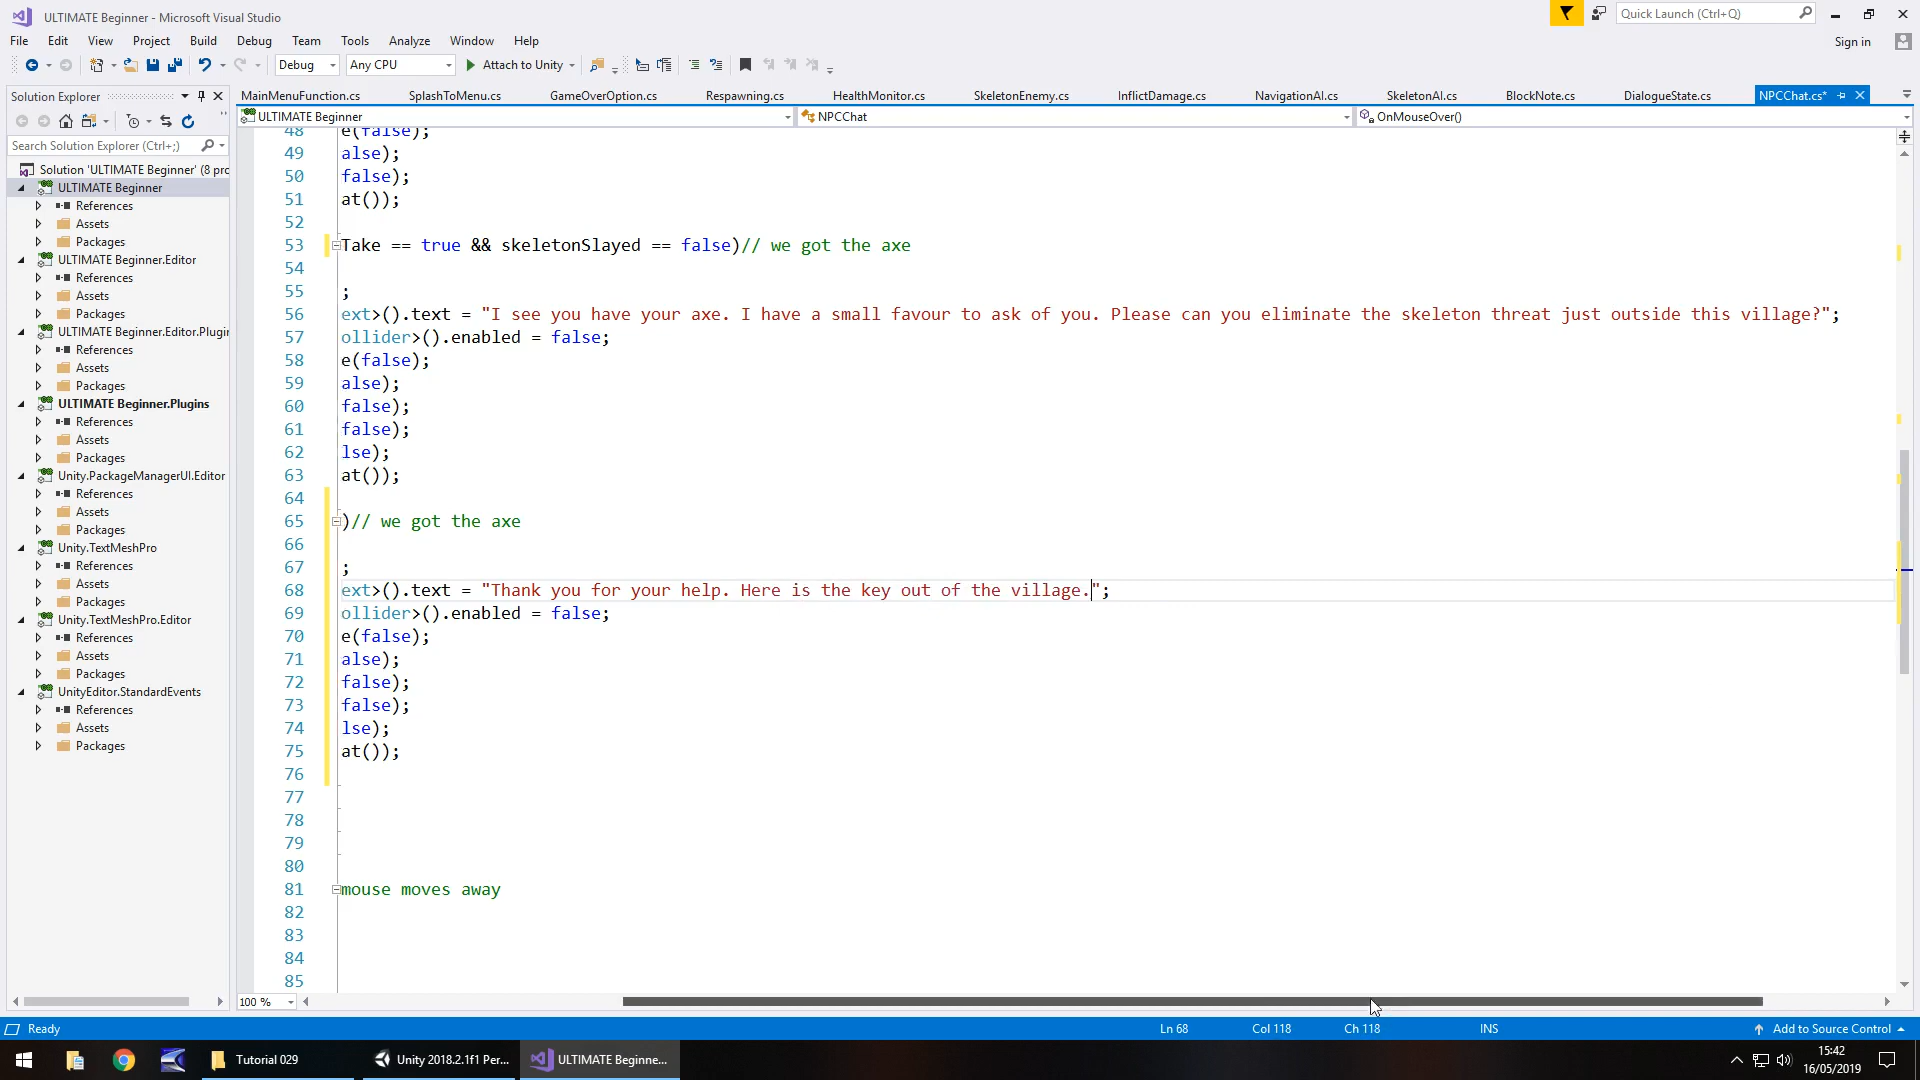 ULTIMATE Beginner - Microsoft Visual Studio
Quick Launch (Ctrl+Q)
File Edit View Project Build Debug Team Tools Analyze Window Help
Sign in
Debug Any CPU Attach to Unity
Solution Explorer
MainMenuFunction.cs SplashToMenu.cs GameOverOption.cs Respawning.cs HealthMonitor.cs SkeletonEnemy.cs InflictDamage.cs NavigationAI.cs SkeletonAI.cs BlockNote.cs DialogueState.cs NPCChat.cs*
ULTIMATE Beginner NPCChat OnMouseOver()
Search Solution Explorer (Ctrl+;)
Solution 'ULTIMATE Beginner' (8 pro
ULTIMATE Beginner
References
Assets
Packages
ULTIMATE Beginner.Editor
References
Assets
Packages
ULTIMATE Beginner.Editor.Plugin
References
Assets
Packages
ULTIMATE Beginner.Plugins
References
Assets
Packages
Unity.PackageManagerUI.Editor
References
Assets
Packages
Unity.TextMeshPro
References
Assets
Packages
Unity.TextMeshPro.Editor
References
Assets
Packages
UnityEditor.StandardEvents
References
Assets
Packages
48 e(false);
49 alse);
50 false);
51 at());
52
53 Take == true && skeletonSlayed == false)// we got the axe
54
55 ;
56 ext>().text = "I see you have your axe. I have a small favour to ask of you. Please can you eliminate the skeleton threat just outside this village?";
57 ollider>().enabled = false;
58 e(false);
59 alse);
60 false);
61 false);
62 lse);
63 at());
64
65 )// we got the axe
66
67 ;
68 ext>().text = "Thank you for your help. Here is the key out of the village.";
69 ollider>().enabled = false;
70 e(false);
71 alse);
72 false);
73 false);
74 lse);
75 at());
76
77
78
79
80
81 mouse moves away
82
83
84
85
100 %
Ready Ln 68 Col 118 Ch 118 INS Add to Source Control
Tutorial 029 Unity 2018.2.1f1 Per... ULTIMATE Beginne...
15:42
16/05/2019